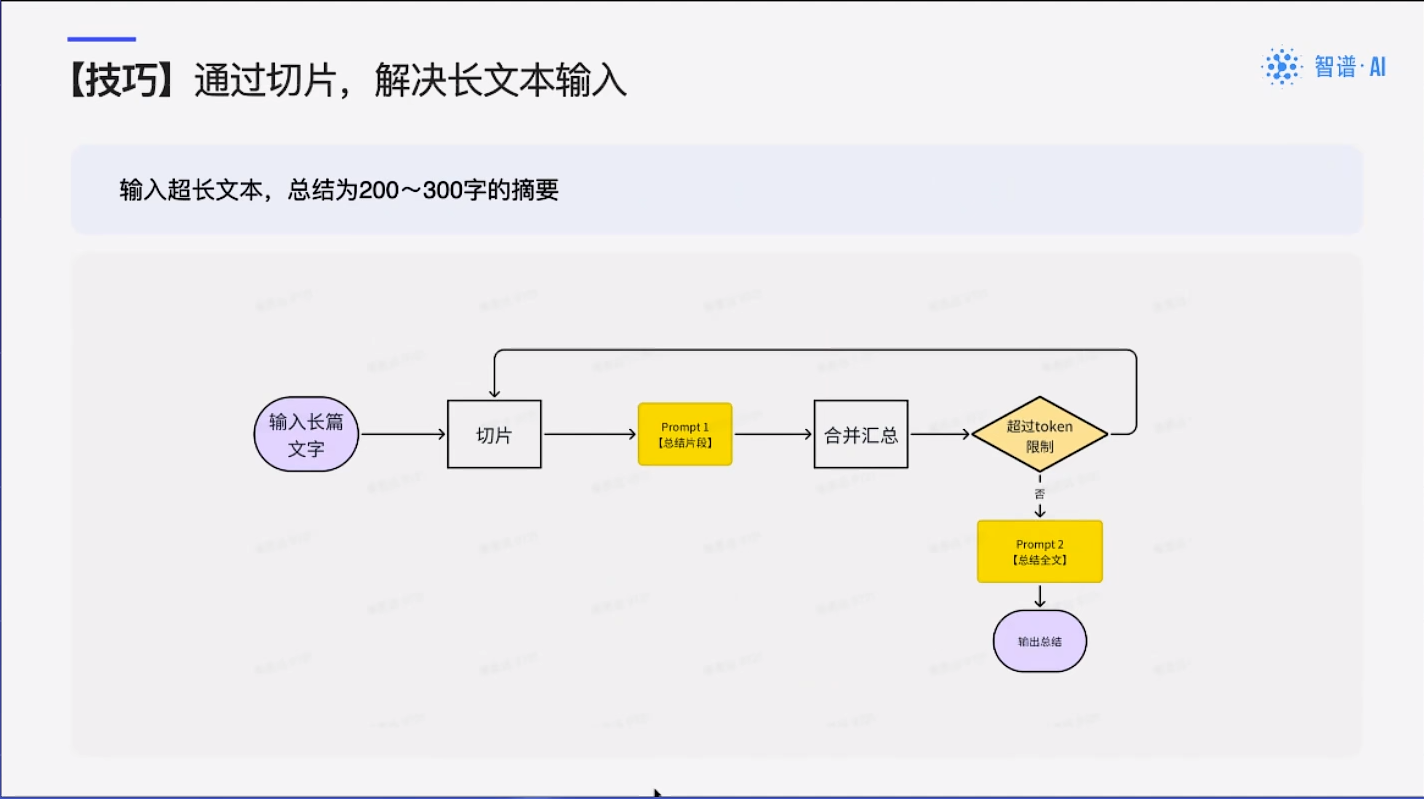 【技巧】通过切片，解决长文本输入
智谱·AI
输入超长文本，总结为200～300字的摘要
输入长篇
文字
切片
Prompt 1
【总结片段】
合并汇总
超过token
限制
否
Prompt 2
【总结全文】
输出总结